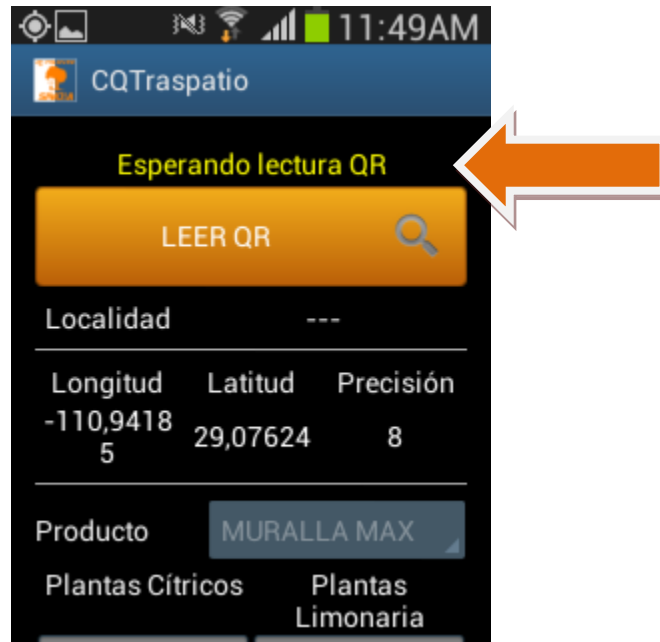 11:49AM
CQTraspatio
Esperando lectura QR
LEER QR
Localidad ---
Longitud Latitud Precisión
-110,9418
5 29,07624 8
Producto MURALLA MAX
Plantas Cítricos Plantas
Limonaria